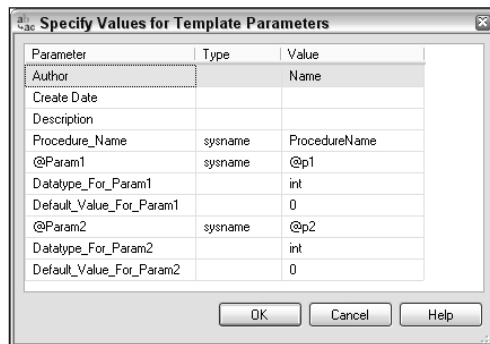 Specify Values for Template Parameters
Parameter Type Value
Author Name
Create Date
Description
Procedure_Name sysname ProcedureName
@Param1 sysname @p1
Datatype_For_Param1 int
Default_Value_For_Param1 0
@Param2 sysname @p2
Datatype_For_Param2 int
Default_Value_For_Param2 0
OK Cancel Help